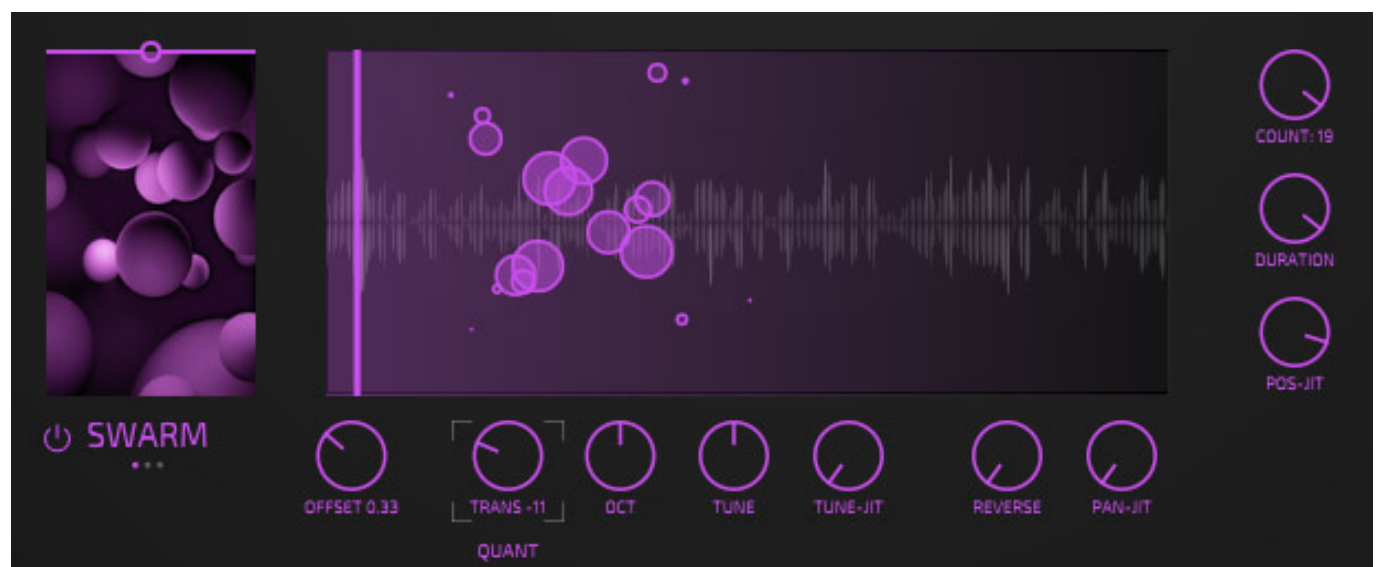 COUNT: 19
DURATION
POS-JIT
SWARM
OFFSET 0.33
TRANS -11
OCT
TUNE
TUNE-JIT
REVERSE
PAN-JIT
QUANT